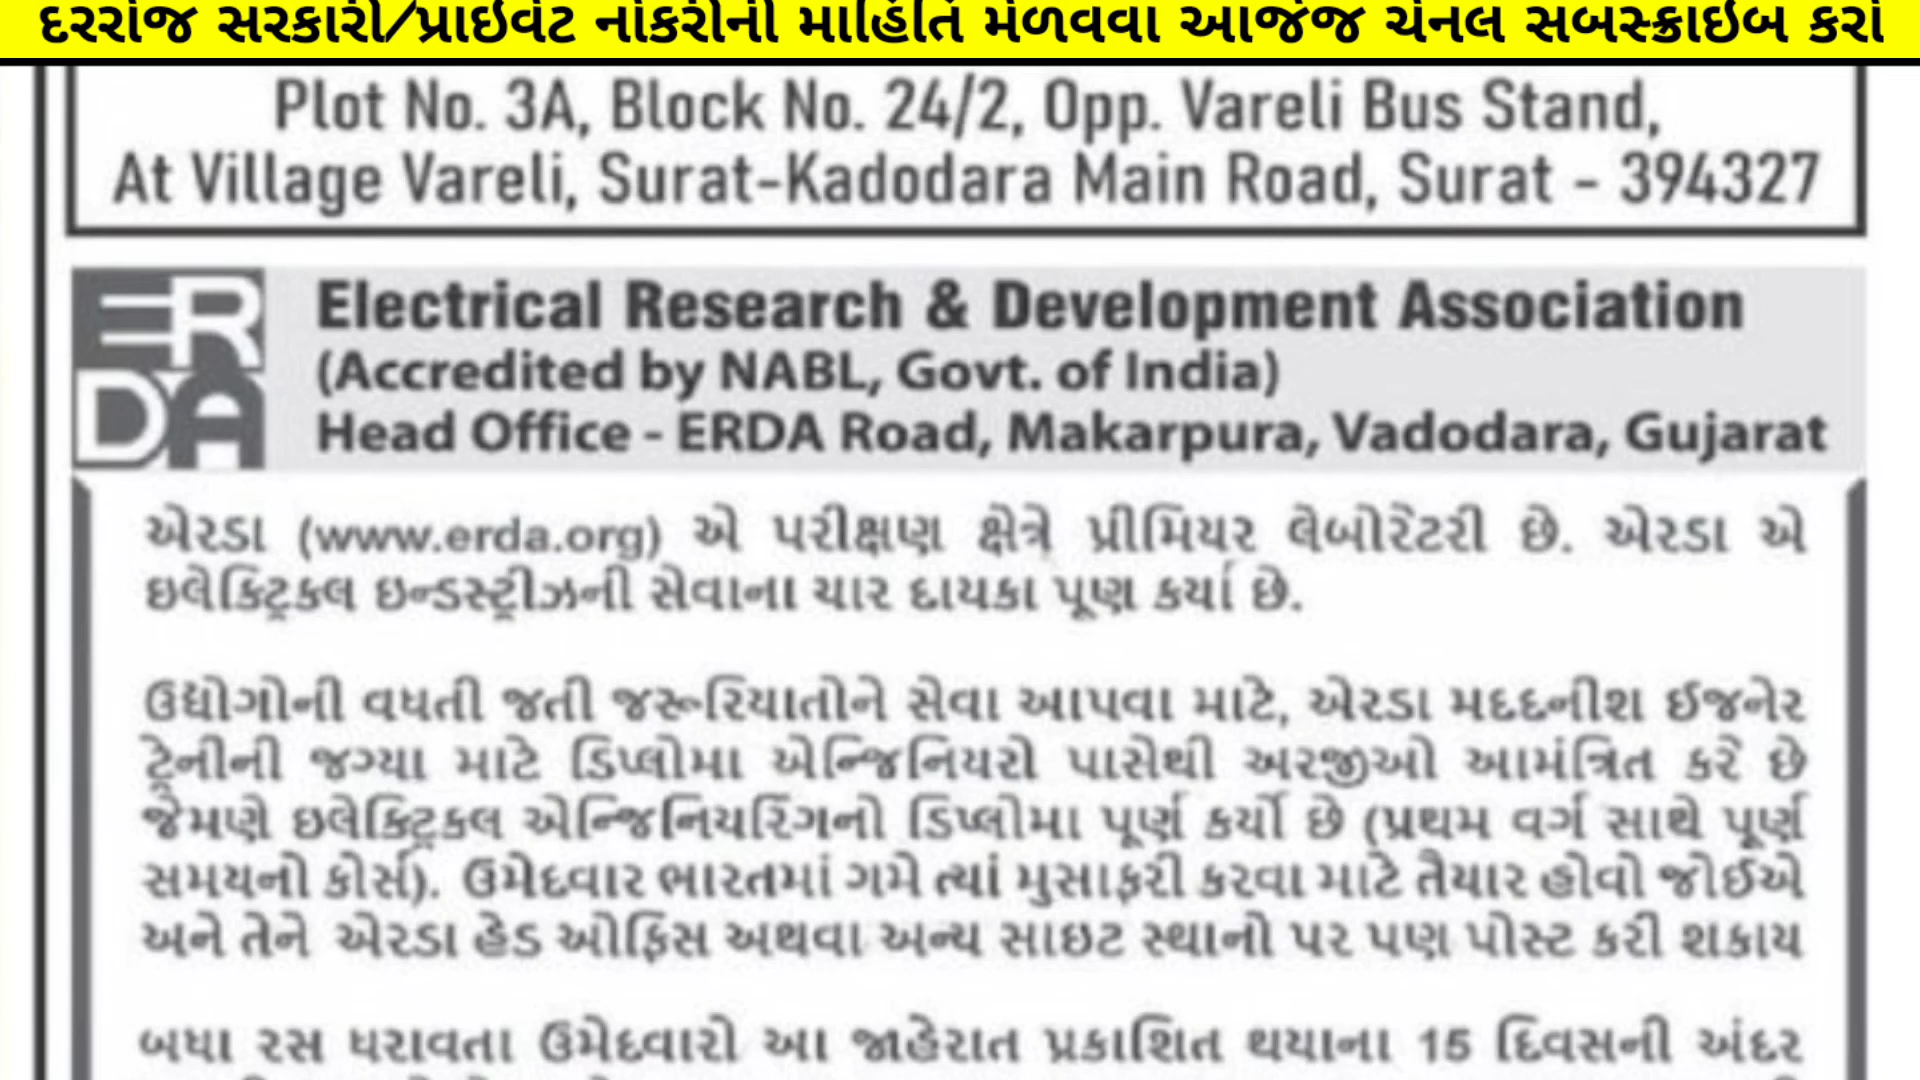 દરરોજ સરકારી/પ્રાઇવેટ નોકરીની માહિતિ મેળવવા આજેજ ચેનલ સબસ્ક્રાઇબ કરો
Plot No. 3A, Block No. 24/2, Opp. Vareli Bus Stand,
At Village Vareli, Surat-Kadodara Main Road, Surat - 394327
ERDA
Electrical Research & Development Association
(Accredited by NABL, Govt. of India)
Head Office - ERDA Road, Makarpura, Vadodara, Gujarat
એરડા (www.erda.org) એ પરીક્ષણ ક્ષેત્રે પ્રીમિયર લેબોરેટરી છે. એરડા એ
ઇલેક્ટ્રિકલ ઇન્ડસ્ટ્રીઝની સેવાના ચાર દાયકા પૂણ કર્યા છે.
ઉદ્યોગોની વધતી જતી જરૂરિયાતોને સેવા આપવા માટે, એરડા મદદનીશ ઈજનેર
ટ્રેનીની જગ્યા માટે ડિપ્લોમા એન્જિનિયરો પાસેથી અરજીઓ આમંત્રિત કરે છે
જેમણે ઇલેક્ટ્રિકલ એન્જિનિયરિંગનો ડિપ્લોમા પૂર્ણ કર્યો છે (પ્રથમ વર્ગ સાથે પૂર્ણ
સમયનો કોર્સ). ઉમેદવાર ભારતમાં ગમે ત્યાં મુસાફરી કરવા માટે તૈયાર હોવો જોઈએ
અને તેને એરડા હેડ ઓફિસ અથવા અન્ય સાઇટ સ્થાનો પર પણ પોસ્ટ કરી શકાય
બધા રસ ધરાવતા ઉમેદવારો આ જાહેરાત પ્રકાશિત થયાના 15 દિવસની અંદર